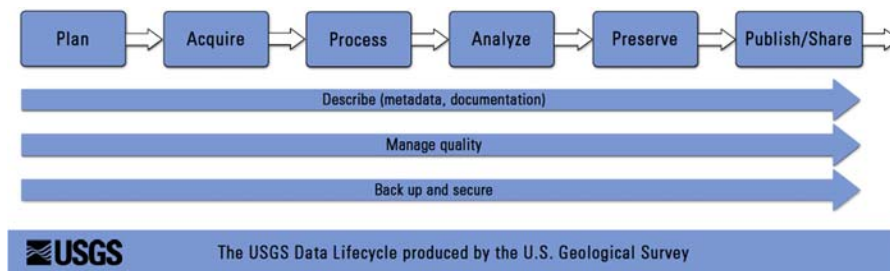 Plan Acquire Process Analyze Preserve Publish/Share
Describe (metadata, documentation)
Manage quality
Back up and secure
USGS The USGS Data Lifecycle produced by the U.S. Geological Survey